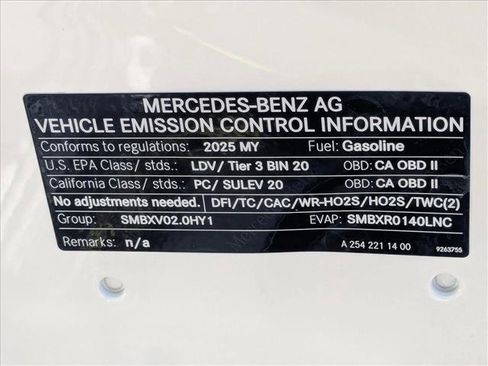 MERCEDES-BENZ AG
VEHICLE EMISSION CONTROL INFORMATION
Conforms to regulations: 2025 MY Fuel: Gasoline
U.S. EPA Class/ stds.: LDV/ Tier 3 BIN 20 OBD: CA OBD II
California Class/ stds.: PC/ SULEV 20 OBD: CA OBD II
No adjustments needed. DFI/TC/CAC/WR-HO2S/HO2S/TWC(2)
Group: SMBXV02.0HY1 EVAP: SMBXR0140LNC
Remarks: n/a A 254 221 14 00 9263755